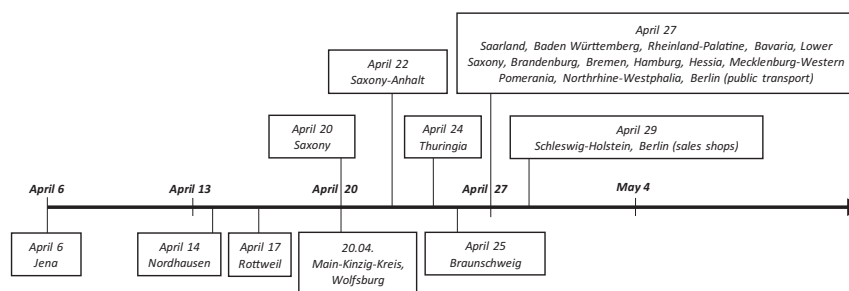 April 27
Saarland, Baden Württemberg, Rheinland-Palatine, Bavaria, Lower
Saxony, Brandenburg, Bremen, Hamburg, Hessia, Mecklenburg-Western
Pomerania, Northrhine-Westphalia, Berlin (public transport)
April 22
Saxony-Anhalt
April 20
Saxony
April 24
Thuringia
April 29
Schleswig-Holstein, Berlin (sales shops)
April 6
April 13
April 20
April 27
May 4
April 6
Jena
April 14
Nordhausen
April 17
Rottweil
20.04.
Main-Kinzig-Kreis,
Wolfsburg
April 25
Braunschweig